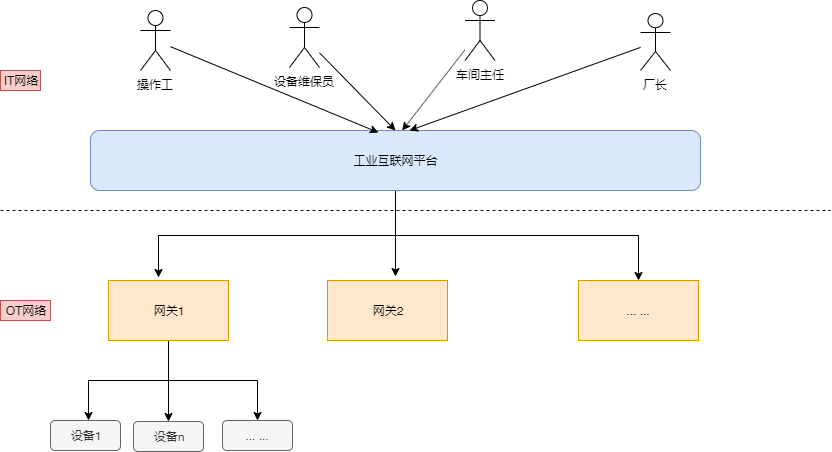 操作工
设备维保员
车间主任
厂长
IT网络
工业互联网平台
OT网络
网关1
网关2
... ...
设备1
设备n
... ...